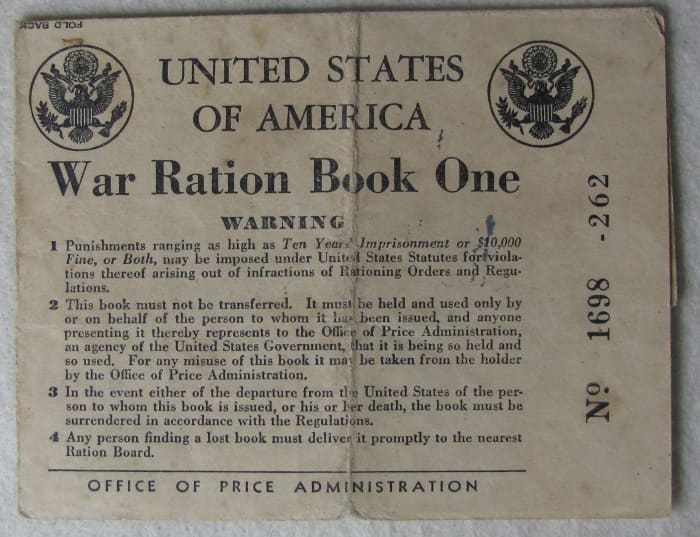 FOLD BACK
UNITED STATES
OF AMERICA
War Ration Book One
WARNING
1 Punishments ranging as high as Ten Years' Imprisonment or $10,000
Fine, or Both, may be imposed under United States Statutes for viola-
tions thereof arising out of infractions of Rationing Orders and Regu-
lations.
2 This book must not be transferred. It must be held and used only by
or on behalf of the person to whom it has been issued, and anyone
presenting it thereby represents to the Office of Price Administration,
an agency of the United States Government, that it is being so held and
so used. For any misuse of this book it may be taken from the holder
by the Office of Price Administration.
3 In the event either of the departure from the United States of the per-
son to whom this book is issued, or his or her death, the book must be
surrendered in accordance with the Regulations.
4 Any person finding a lost book must deliver it promptly to the nearest
Ration Board.
OFFICE OF PRICE ADMINISTRATION
Nº 1698 -262